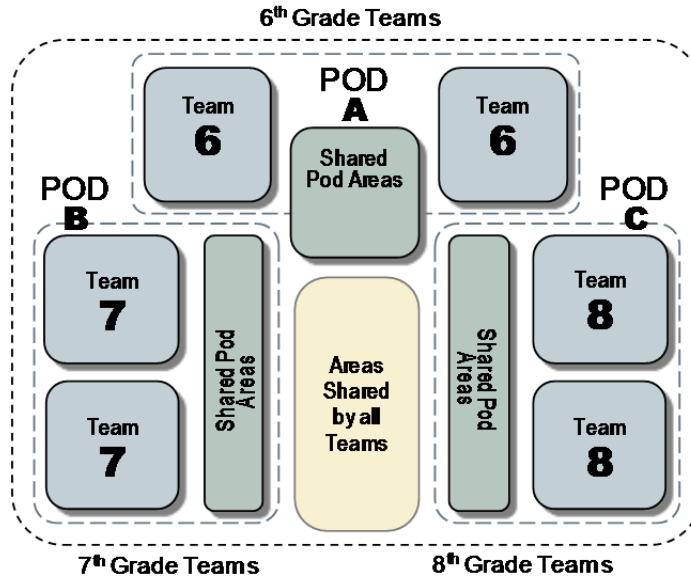 6th Grade Teams
POD
A
Team
6
Shared
Pod Areas
Team
6
POD
B
POD
C
Team
7
Team
7
Shared Pod
Areas
Areas
Shared
by all
Teams
Shared Pod
Areas
Team
8
Team
8
7th Grade Teams
8th Grade Teams